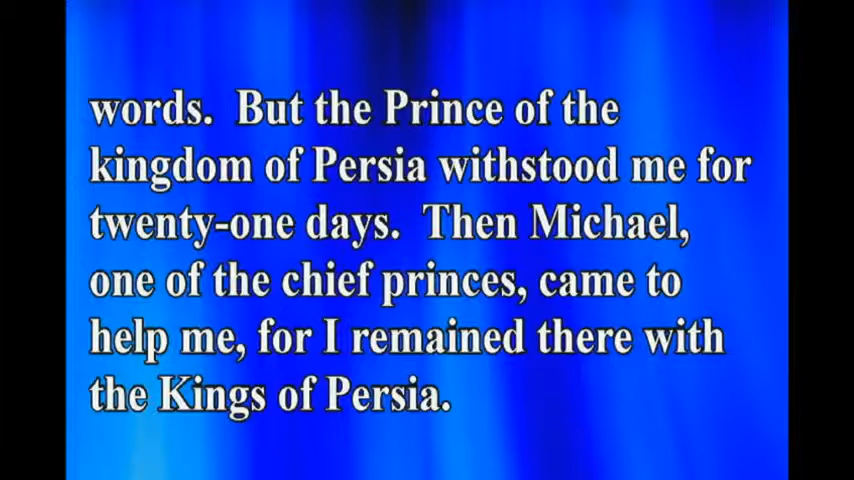 words.  But the Prince of the
kingdom of Persia withstood me for
twenty-one days.  Then Michael,
one of the chief princes, came to
help me, for I remained there with
the Kings of Persia.